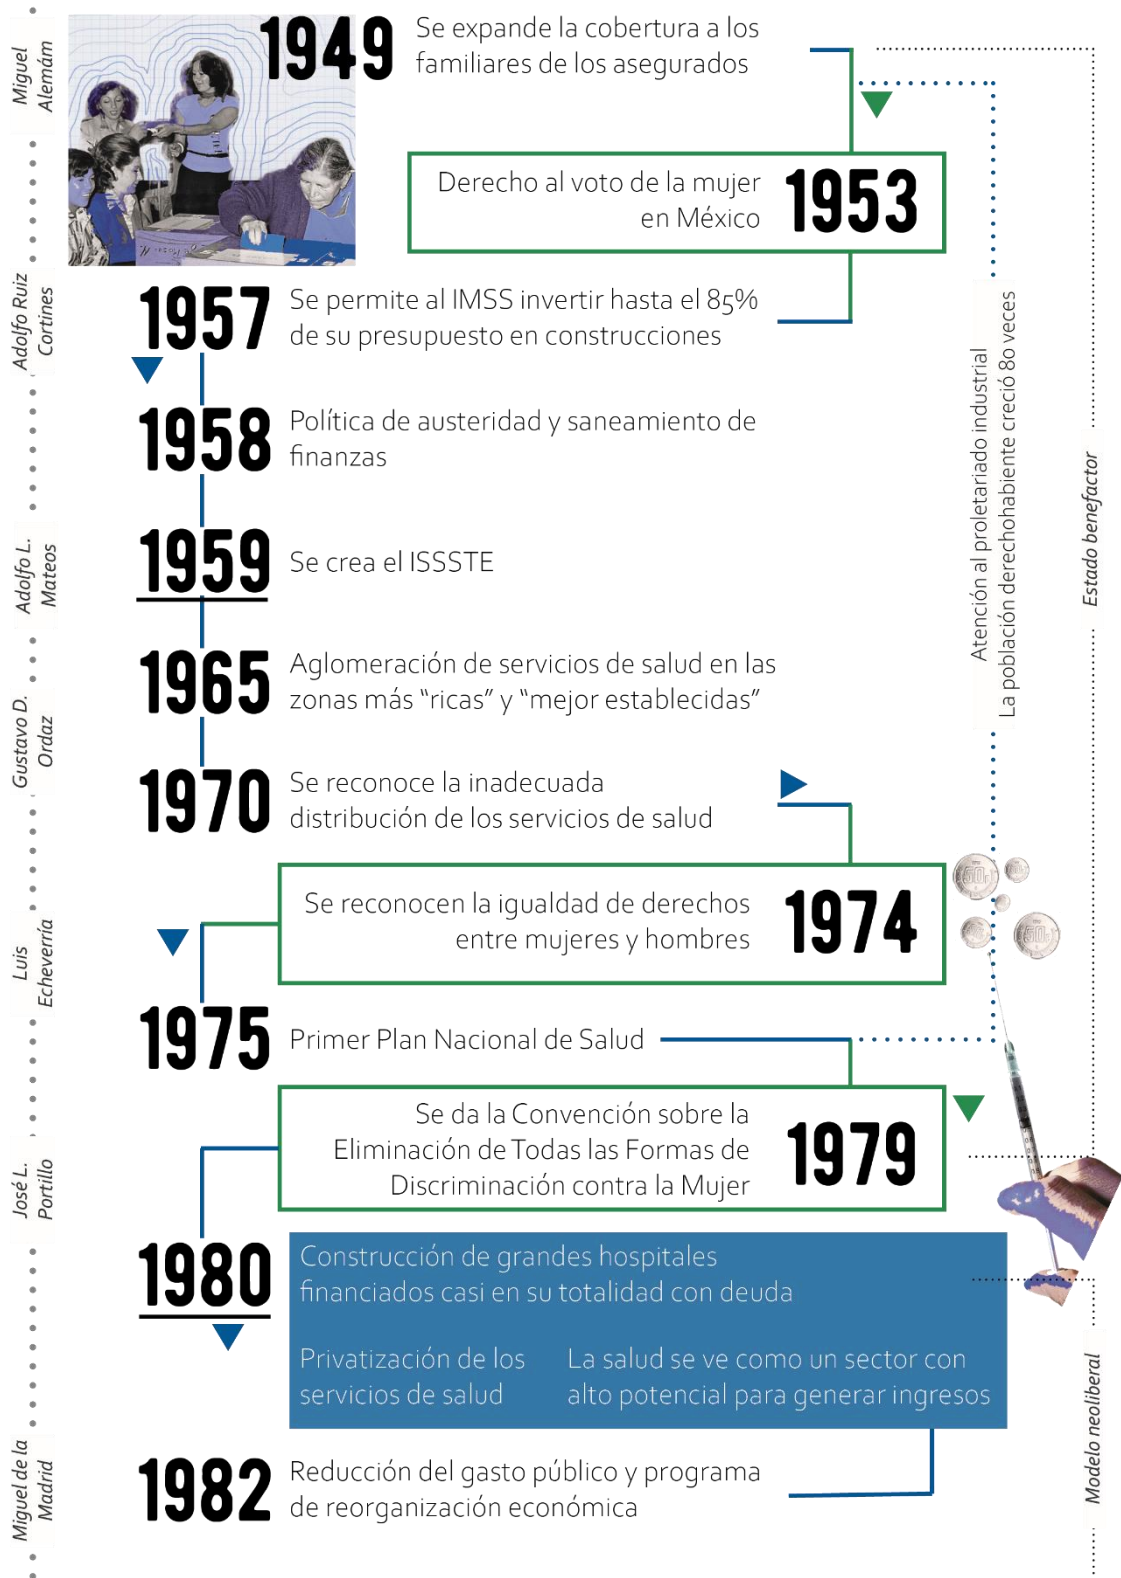 Miguel
Alemám
1949
Se expande la cobertura a los
familiares de los asegurados
Derecho al voto de la mujer
en México
1953
Adolfo Ruiz
Cortines
1957
Se permite al IMSS invertir hasta el 85%
de su presupuesto en construcciones
1958
Política de austeridad y saneamiento de
finanzas
Adolfo L.
Mateos
1959
Se crea el ISSSTE
Atención al proletariado industrial
La población derechohabiente creció 80 veces
Estado benefactor
Gustavo D.
Ordaz
1965
Aglomeración de servicios de salud en las
zonas más “ricas” y “mejor establecidas”
1970
Se reconoce la inadecuada
distribución de los servicios de salud
Luis
Echeverría
Se reconocen la igualdad de derechos
entre mujeres y hombres
1974
1975
Primer Plan Nacional de Salud
José L.
Portillo
Se da la Convención sobre la
Eliminación de Todas las Formas de
Discriminación contra la Mujer
1979
1980
Construcción de grandes hospitales
financiados casi en su totalidad con deuda
Privatización de los
servicios de salud
La salud se ve como un sector con
alto potencial para generar ingresos
Miguel de la
Madrid
1982
Reducción del gasto público y programa
de reorganización económica
Modelo neoliberal